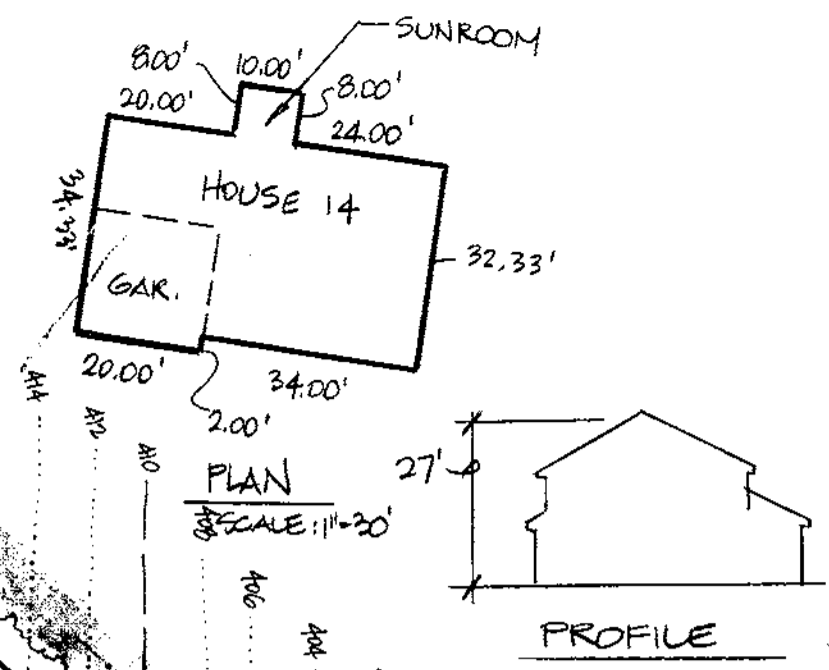 SUNROOM
8.00'
10.00'
8.00'
20.00'
24.00'
HOUSE 14
34.33'
32.33'
GAR.
20.00'
34.00'
2.00'
414
412
410
27'
PLAN
SCALE: 1"=30'
408
406
404
PROFILE